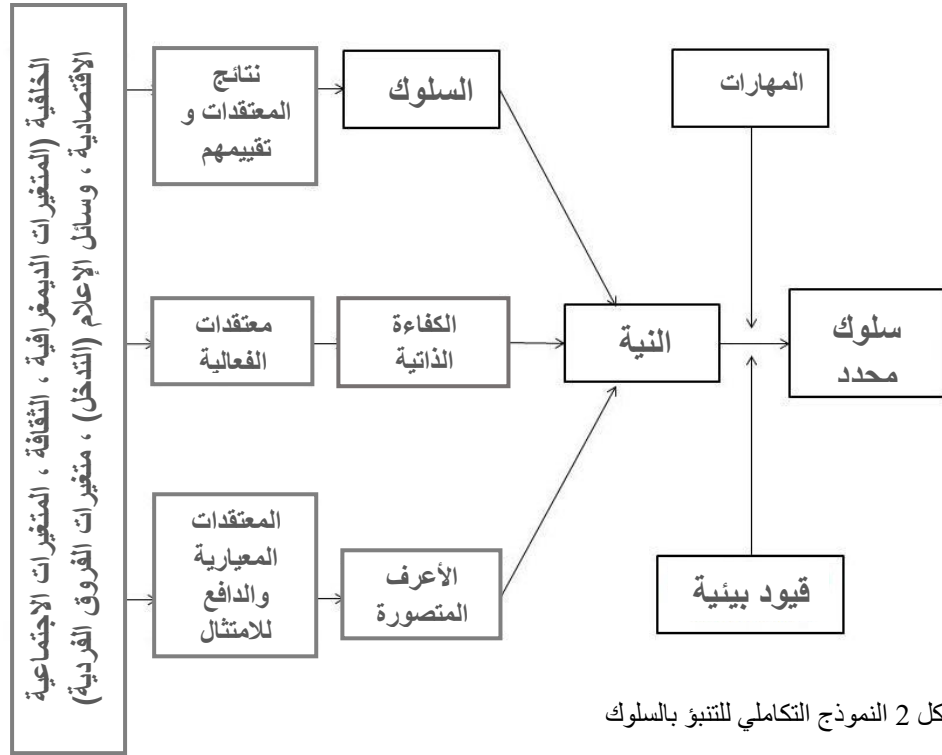 الخلفية (المتغيرات الديمغرافية ، الثقافة ، المتغيرات الاجتماعية
الاقتصادية ، وسائل الإعلام (التدخل) ، متغيرات الفروق الفردية)
نتائج
المعتقدات و
تقييمهم
السلوك
المهارات
معتقدات
الفعالية
الكفاءة
الذاتية
النية
سلوك
محدد
المعتقدات
المعيارية
والدافع
للامتثال
الأعرف
المتصورة
قيود بيئية
كل 2 النموذج التكاملي للتنبؤ بالسلوك